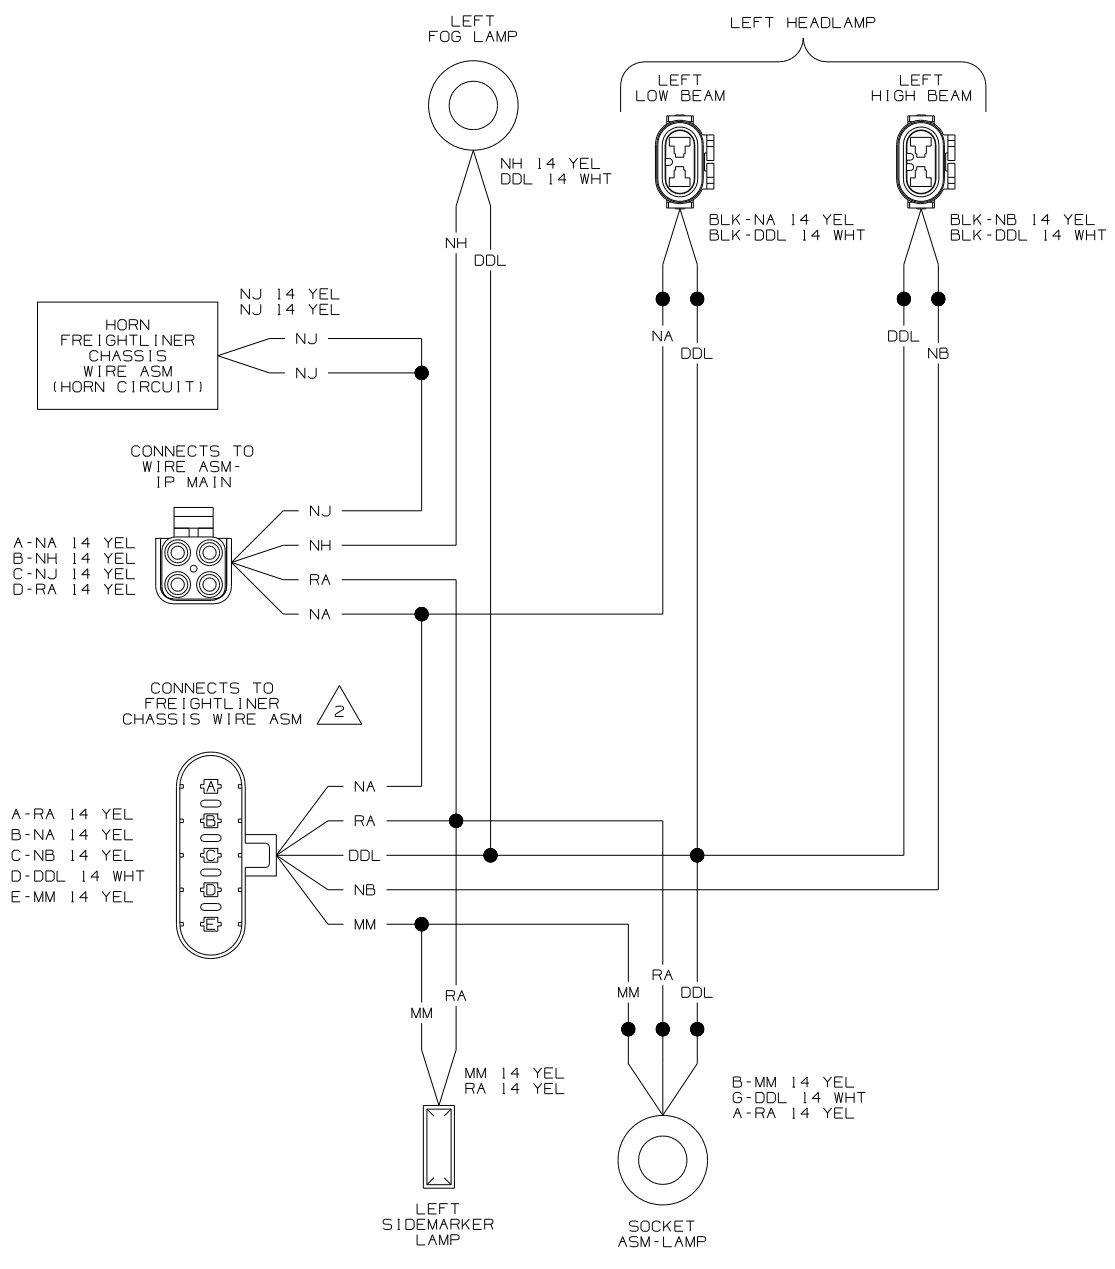 LEFT
FOG LAMP
LEFT HEADLAMP
LEFT
LOW BEAM
LEFT
HIGH BEAM
NH 14 YEL
DDL 14 WHT
BLK-NA 14 YEL
BLK-DDL 14 WHT
BLK-NB 14 YEL
BLK-DDL 14 WHT
NH
DDL
NJ 14 YEL
NJ 14 YEL
HORN
FREIGHTLINER
CHASSIS
WIRE ASM
(HORN CIRCUIT)
NJ
NJ
NA
DDL
DDL
NB
CONNECTS TO
WIRE ASM-
IP MAIN
A-NA 14 YEL
B-NH 14 YEL
C-NJ 14 YEL
D-RA 14 YEL
NJ
NH
RA
NA
CONNECTS TO
FREIGHTLINER
CHASSIS WIRE ASM
2
A-RA 14 YEL
B-NA 14 YEL
C-NB 14 YEL
D-DDL 14 WHT
E-MM 14 YEL
A
B
C
D
E
NA
RA
DDL
NB
MM
MM
RA
MM
RA
DDL
MM 14 YEL
RA 14 YEL
B-MM 14 YEL
G-DDL 14 WHT
A-RA 14 YEL
LEFT
SIDEMARKER
LAMP
SOCKET
ASM-LAMP